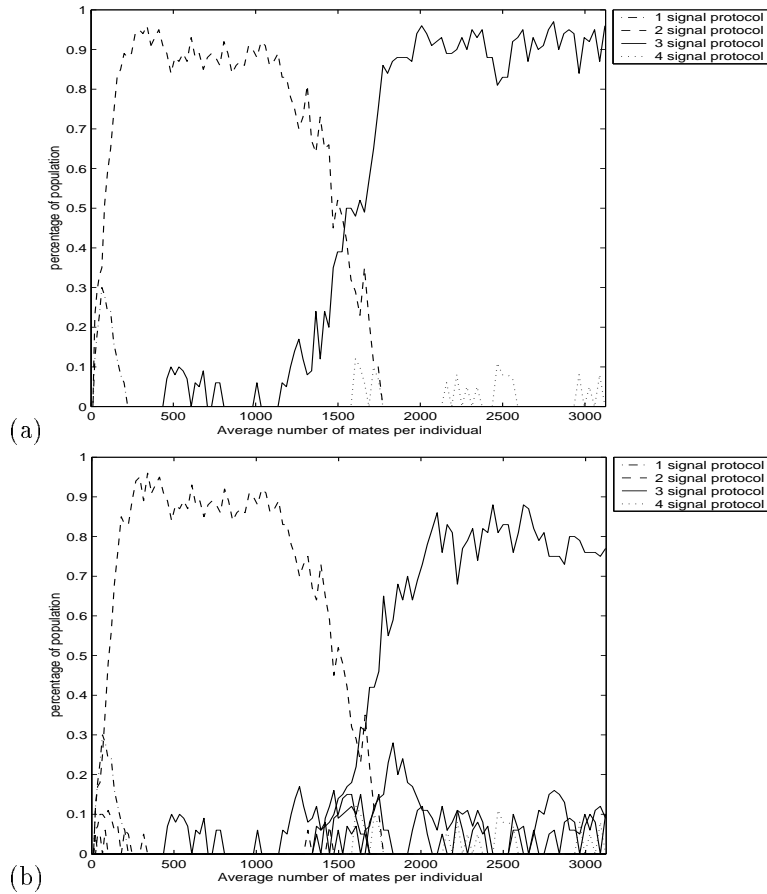 1 signal protocol
2 signal protocol
3 signal protocol
4 signal protocol
1
0.9
0.8
0.7
0.6
0.5
0.4
0.3
0.2
0.1
0
percentage of population
0 500 1000 1500 2000 2500 3000
Average number of mates per individual
(a)
1 signal protocol
2 signal protocol
3 signal protocol
4 signal protocol
1
0.9
0.8
0.7
0.6
0.5
0.4
0.3
0.2
0.1
0
percentage of population
0 500 1000 1500 2000 2500 3000
Average number of mates per individual
(b)